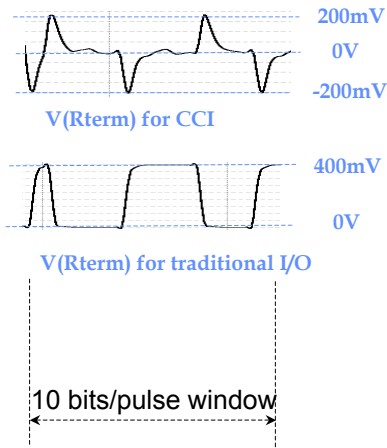 200mV
0V
-200mV
V(Rterm) for CCI
400mV
0V
V(Rterm) for traditional I/O
10 bits/pulse window